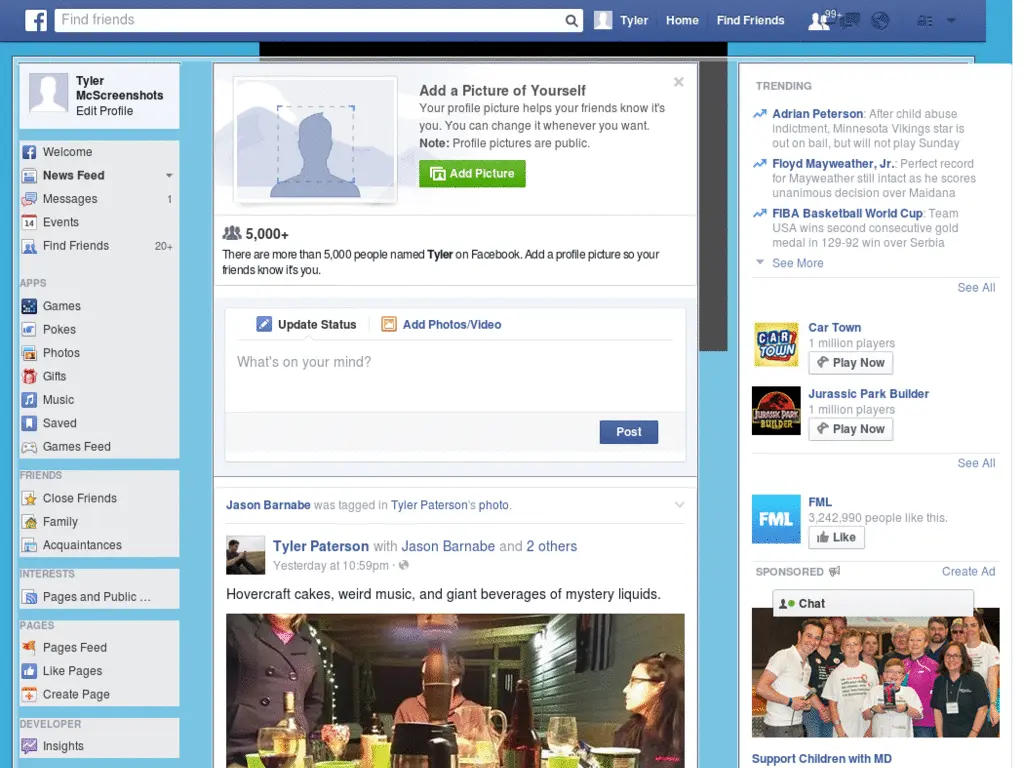 Find friends
Tyler
Home
Find Friends
99+
Tyler
McScreenshots
Edit Profile
Welcome
News Feed
Messages 1
14 Events
Find Friends 20+
APPS
Games
Pokes
Photos
Gifts
Music
Saved
Games Feed
FRIENDS
Close Friends
Family
Acquaintances
INTERESTS
Pages and Public ...
PAGES
Pages Feed
Like Pages
Create Page
DEVELOPER
Insights
Add a Picture of Yourself
Your profile picture helps your friends know it's
you. You can change it whenever you want.
Note: Profile pictures are public.
Add Picture
5,000+
There are more than 5,000 people named Tyler on Facebook. Add a profile picture so your
friends know it's you.
Update Status
Add Photos/Video
What's on your mind?
Post
Jason Barnabe was tagged in Tyler Paterson's photo.
Tyler Paterson with Jason Barnabe and 2 others
Yesterday at 10:59pm ·
Hovercraft cakes, weird music, and giant beverages of mystery liquids.
TRENDING
Adrian Peterson: After child abuse
indictment, Minnesota Vikings star is
out on ball, but will not play Sunday
Floyd Mayweather, Jr.: Perfect record
for Mayweather still intact as he scores
unanimous decision over Maidana
FIBA Basketball World Cup: Team
USA wins second consecutive gold
medal in 129-92 win over Serbia
See More
See All
CAR
TOWN
Car Town
1 million players
Play Now
JURASSIC PARK
BUILDER
Jurassic Park Builder
1 million players
Play Now
See All
FML
FML
3,242,990 people like this.
Like
SPONSORED
Create Ad
Chat
Support Children with MD